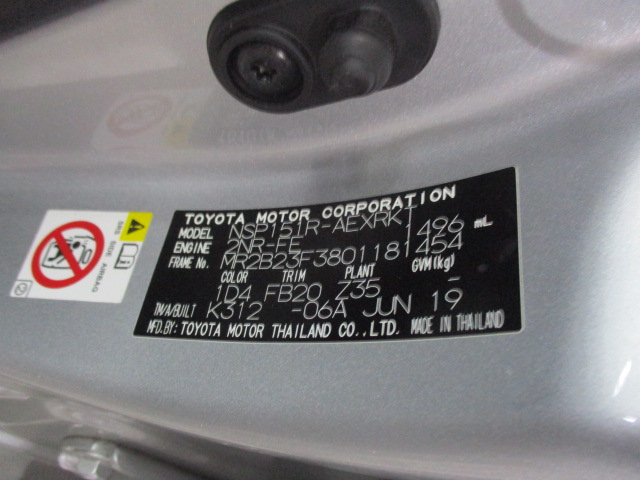 TOYOTA MOTOR CORPORATION
MODEL NSP151R-AEXRKT
ENGINE 2NR-FE 1496 mL
FRAME No. MR2B23F3801181454
COLOR TRIM PLANT GVM(kg)
1D4 FB20 Z35 -
T/A/BUILT K312 -06A JUN 19
MFD.BY: TOYOTA MOTOR THAILAND CO., LTD. MADE IN THAILAND
SRS SIDE AIRBAG